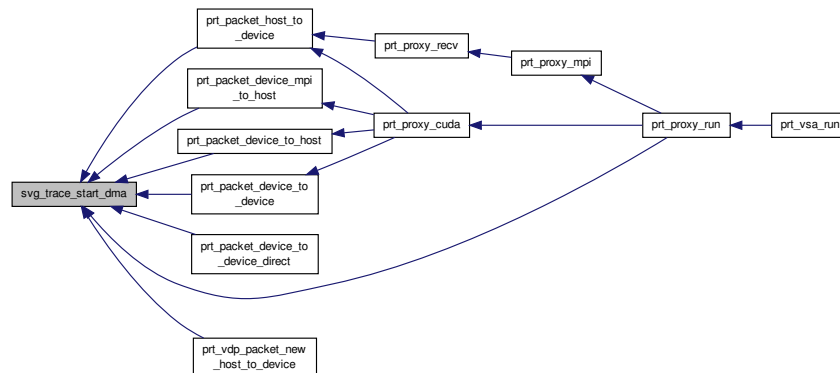 prt_packet_host_to
_device
prt_proxy_recv
prt_proxy_mpi
prt_packet_device_mpi
_to_host
prt_proxy_cuda
prt_proxy_run
prt_vsa_run
prt_packet_device_to_host
svg_trace_start_dma
prt_packet_device_to
_device
prt_packet_device_to
_device_direct
prt_vdp_packet_new
_host_to_device